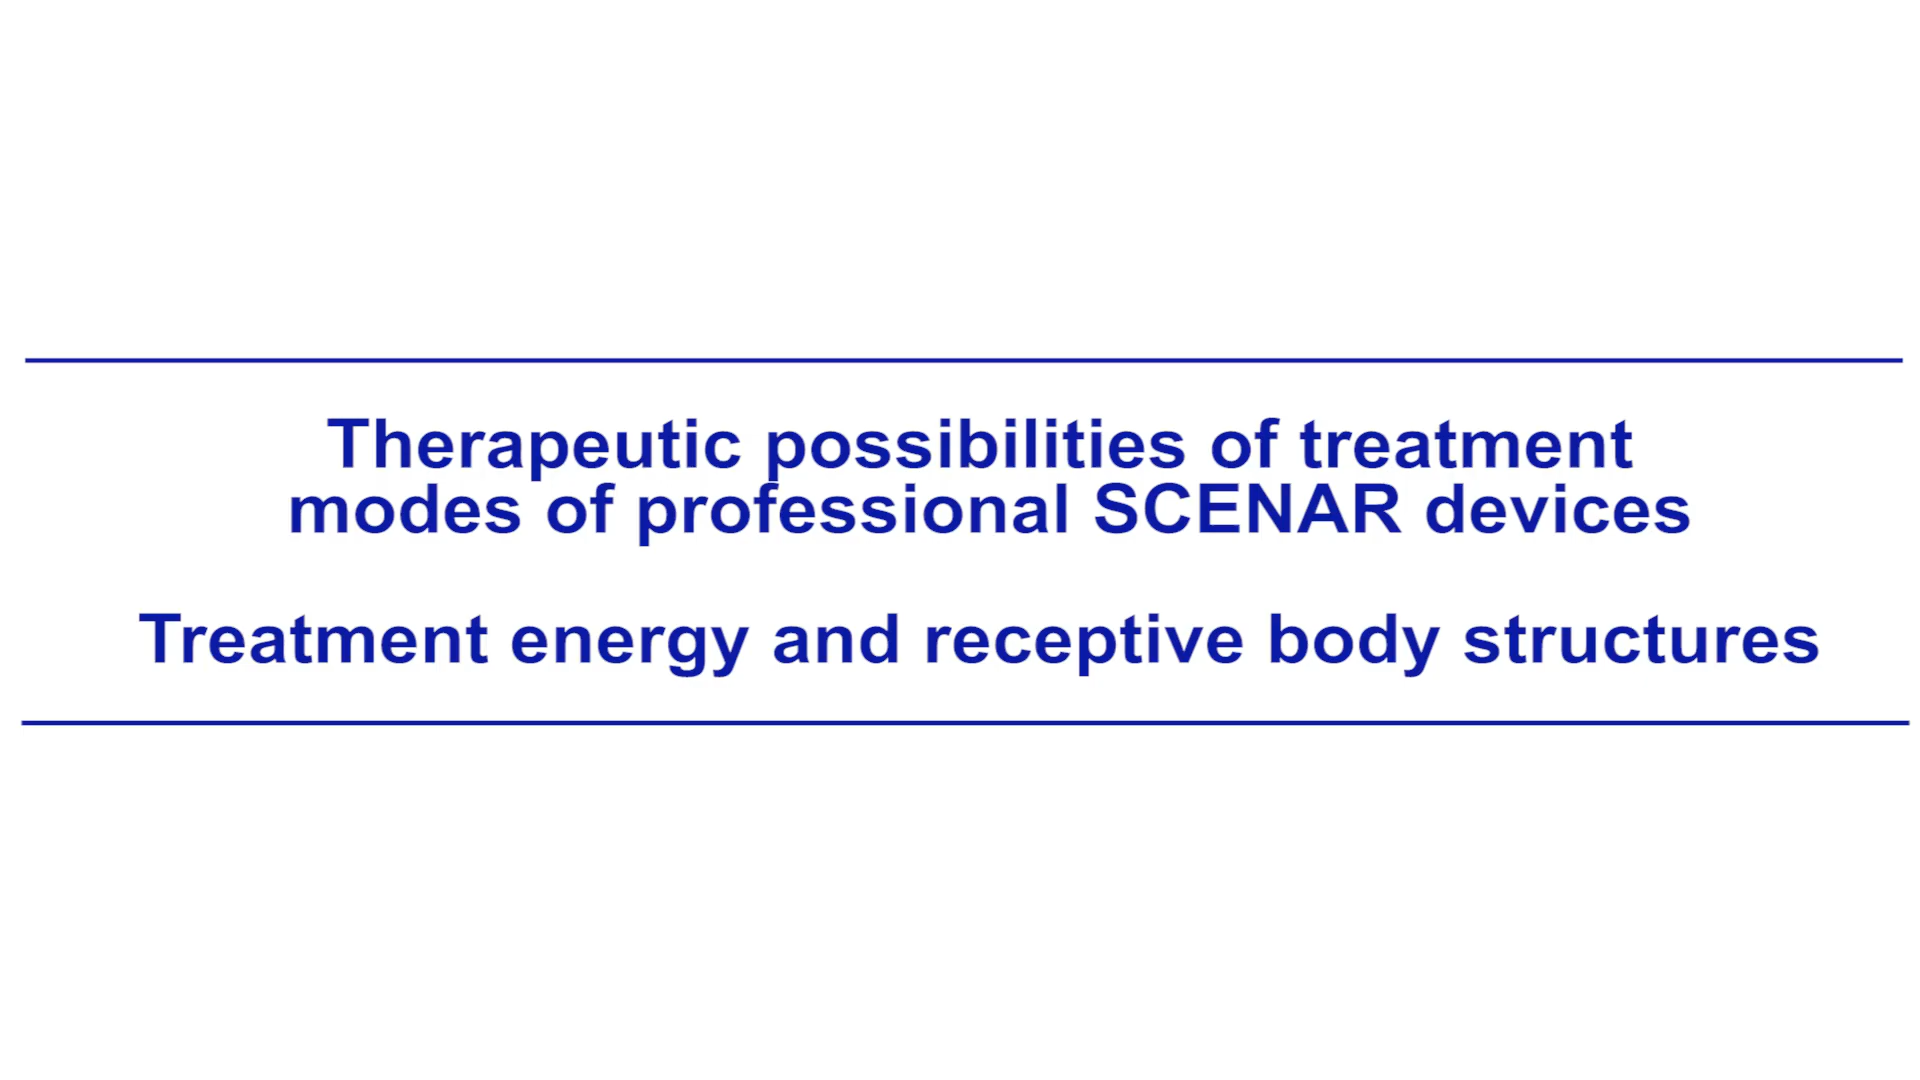 Therapeutic possibilities of treatment
modes of professional SCENAR devices
Treatment energy and receptive body structures